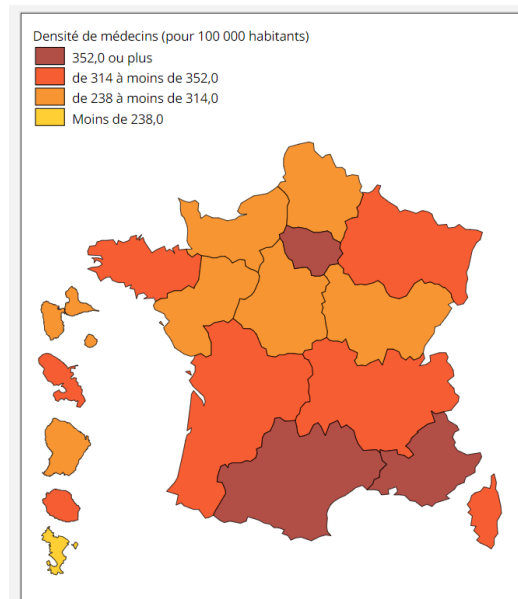 Densité de médecins (pour 100 000 habitants)
352,0 ou plus
de 314 à moins de 352,0
de 238 à moins de 314,0
Moins de 238,0